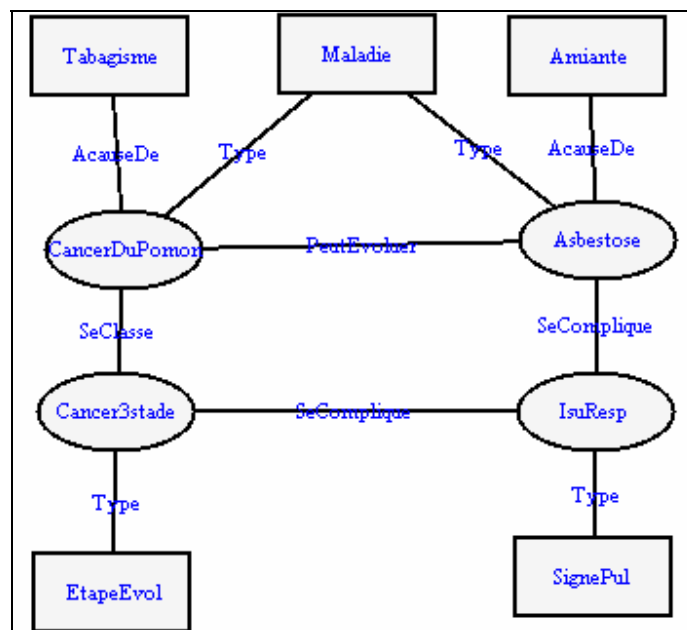 Tabagisme
Maladie
Amiante
AcauseDe
Type
Type
AcauseDe
CancerDuPomon
PeutEvoluer
Asbestose
SeClasse
SeComplique
Cancer3stade
SeComplique
IsuResp
Type
Type
EtapeEvol
SignePul